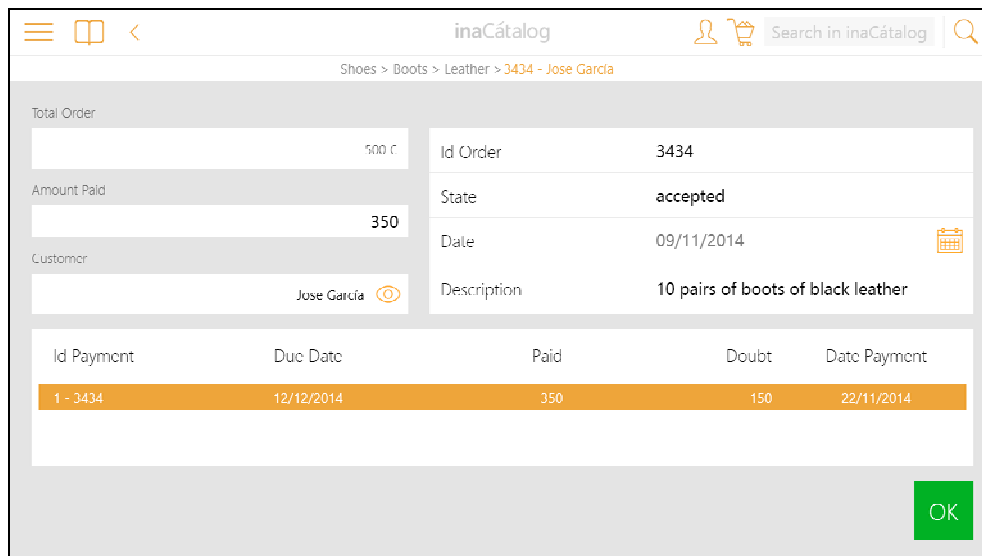 inaCátalog
Search in inaCátalog
Shoes > Boots > Leather > 3434 - Jose García
Total Order
500 €
Amount Paid
350
Customer
Jose García
Id Order 3434
State accepted
Date 09/11/2014
Description 10 pairs of boots of black leather
Id Payment Due Date Paid Doubt Date Payment
1 - 3434 12/12/2014 350 150 22/11/2014
OK